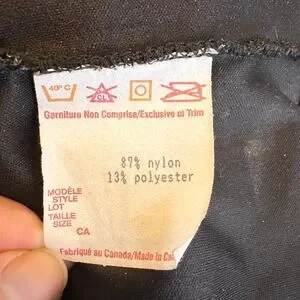 40°C CL
Garniture Non Comprise/Exclusive of Trim
87% nylon
13% polyester
MODÈLE
STYLE
LOT
TAILLE
SIZE CA
Fabriqué au Canada/Made in Ca